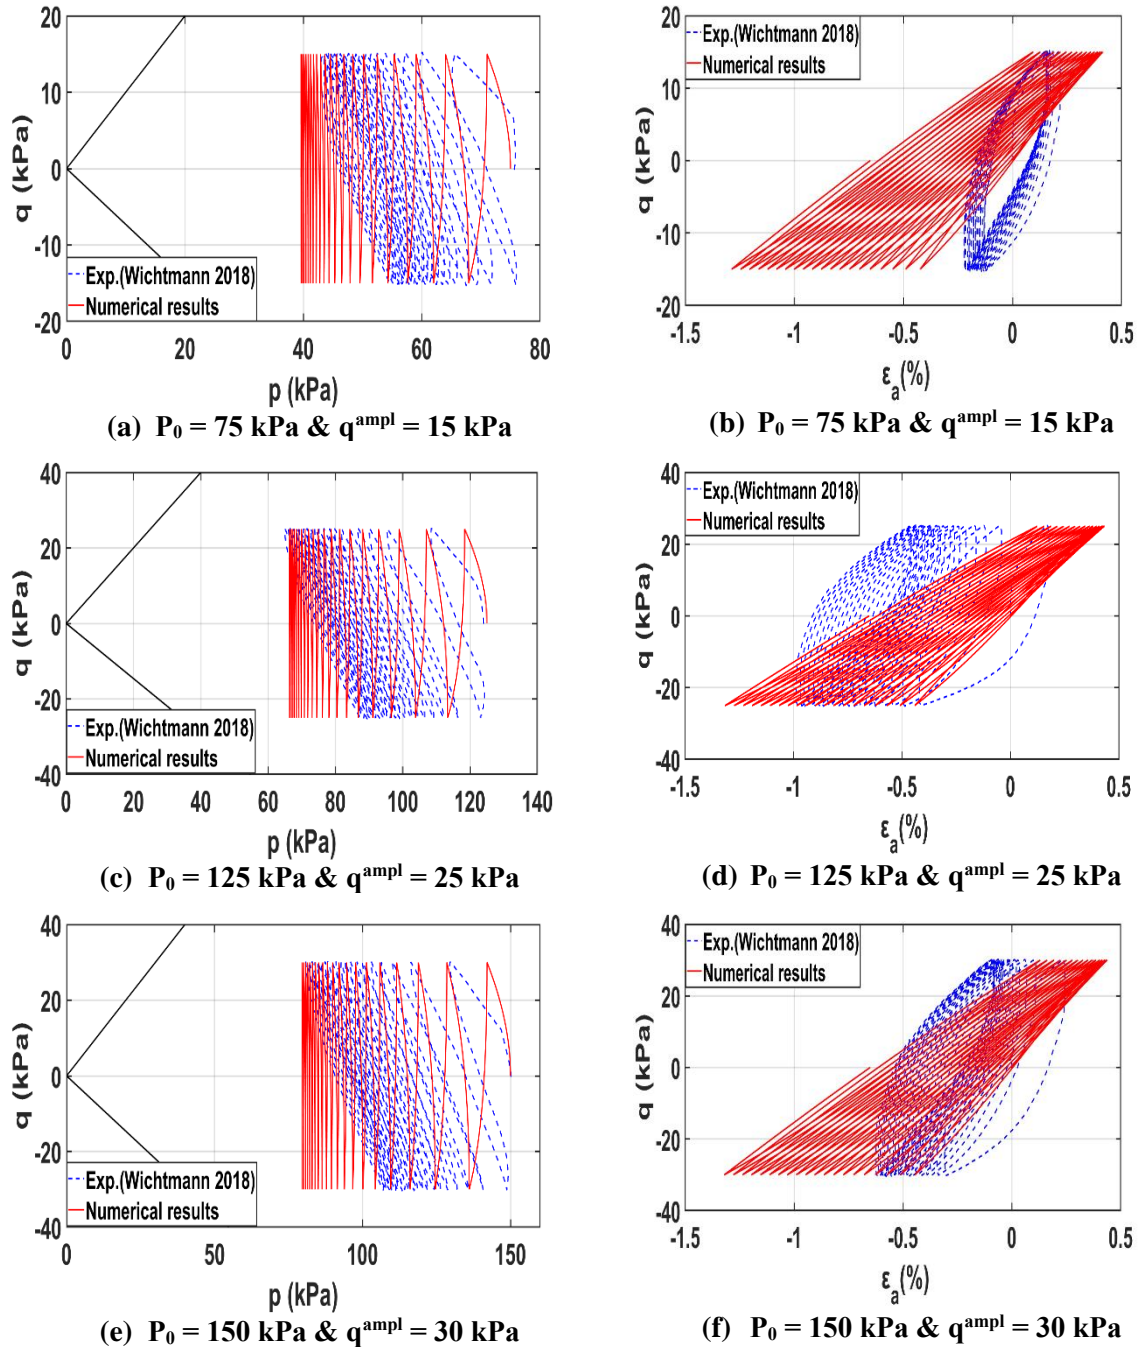 20
10
0
-10
-20
q (kPa)
Exp.(Wichtmann 2018)
Numerical results
0
20
40
60
80
p (kPa)
(a) P₀ = 75 kPa & qᵃᵐᵖˡ = 15 kPa
20
10
0
-10
-20
q (kPa)
Exp.(Wichtmann 2018)
Numerical results
-1.5
-1
-0.5
0
0.5
εₐ(%)
(b) P₀ = 75 kPa & qᵃᵐᵖˡ = 15 kPa
40
20
0
-20
-40
q (kPa)
Exp.(Wichtmann 2018)
Numerical results
0
20
40
60
80
100
120
140
p (kPa)
(c) P₀ = 125 kPa & qᵃᵐᵖˡ = 25 kPa
40
20
0
-20
-40
q (kPa)
Exp.(Wichtmann 2018)
Numerical results
-1.5
-1
-0.5
0
0.5
εₐ(%)
(d) P₀ = 125 kPa & qᵃᵐᵖˡ = 25 kPa
40
20
0
-20
-40
q (kPa)
Exp.(Wichtmann 2018)
Numerical results
0
50
100
150
p (kPa)
(e) P₀ = 150 kPa & qᵃᵐᵖˡ = 30 kPa
40
20
0
-20
-40
q (kPa)
Exp.(Wichtmann 2018)
Numerical results
-1.5
-1
-0.5
0
0.5
εₐ(%)
(f) P₀ = 150 kPa & qᵃᵐᵖˡ = 30 kPa